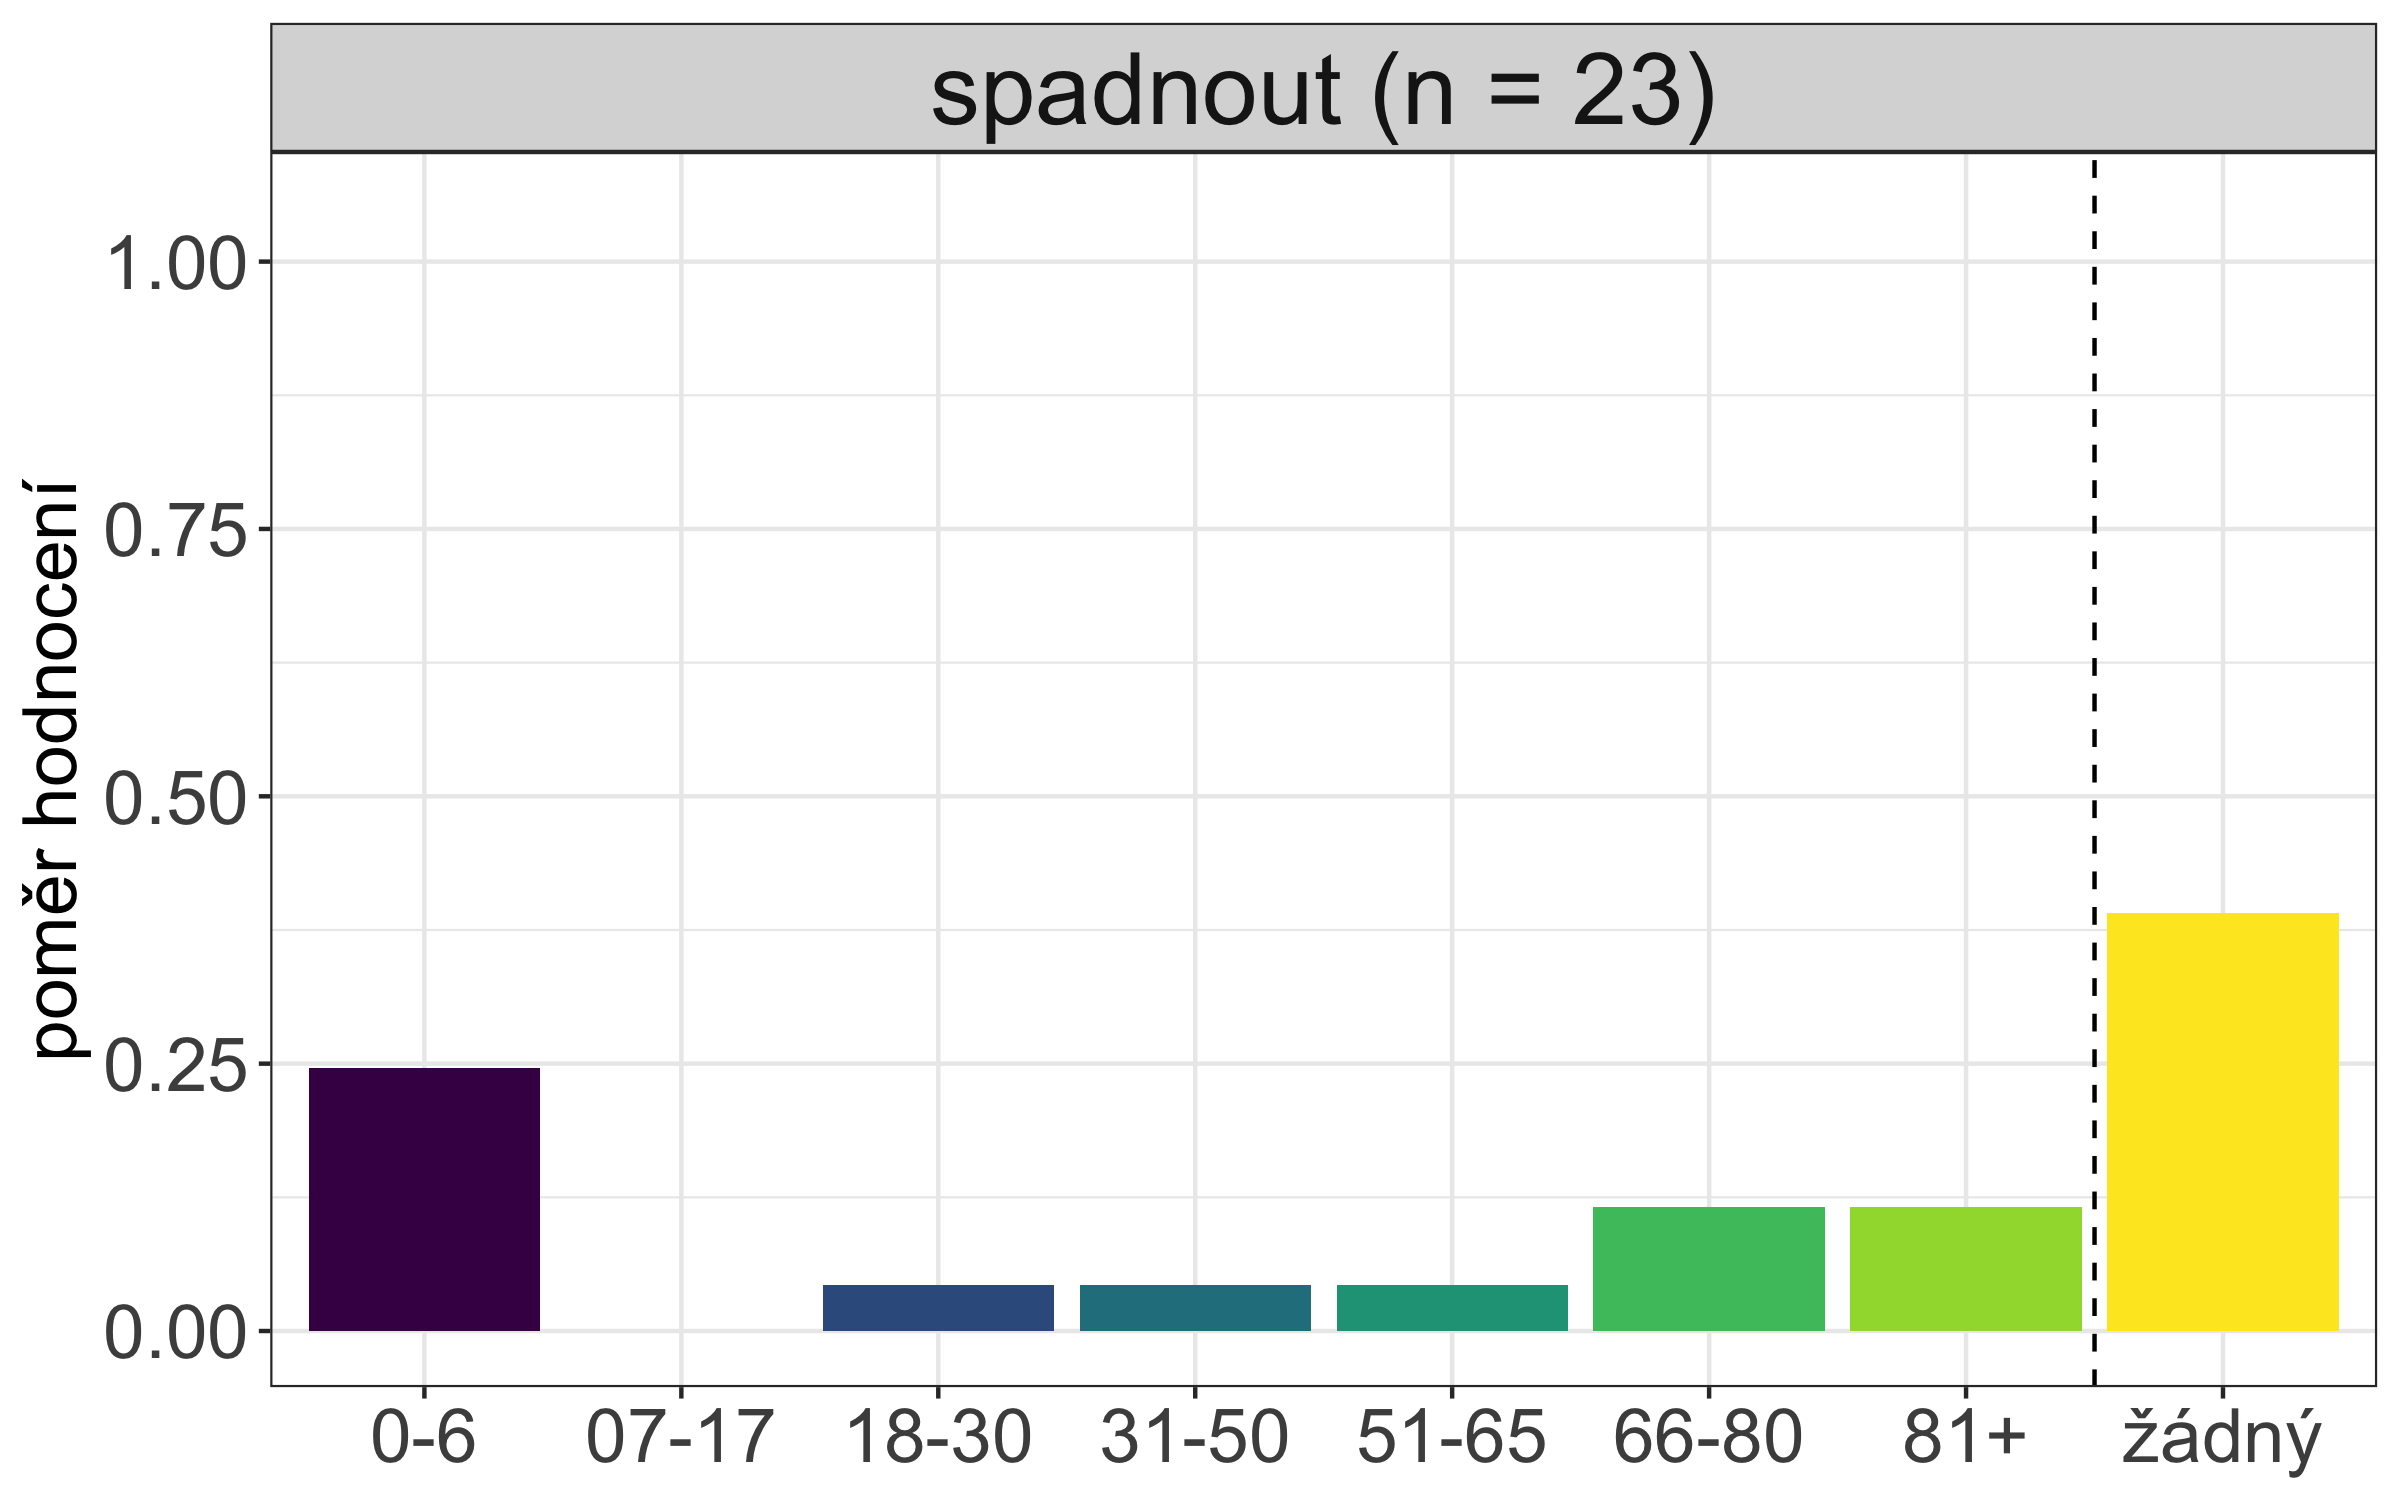 spadnout (n = 23)
poměr hodnocení
1.00
0.75
0.50
0.25
0.00
0-6 07-17 18-30 31-50 51-65 66-80 81+ žádný